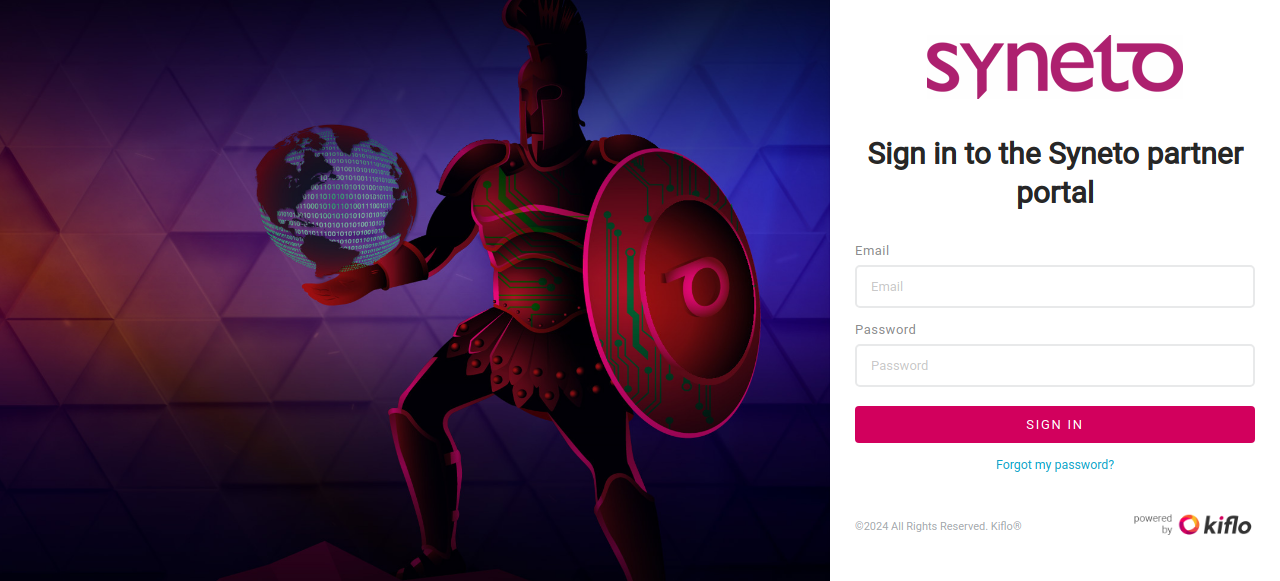 syneto
Sign in to the Syneto partner
portal
Email
Email
Password
Password
SIGN IN
Forgot my password?
©2024 All Rights Reserved. Kiflo®
powered
by
kiflo